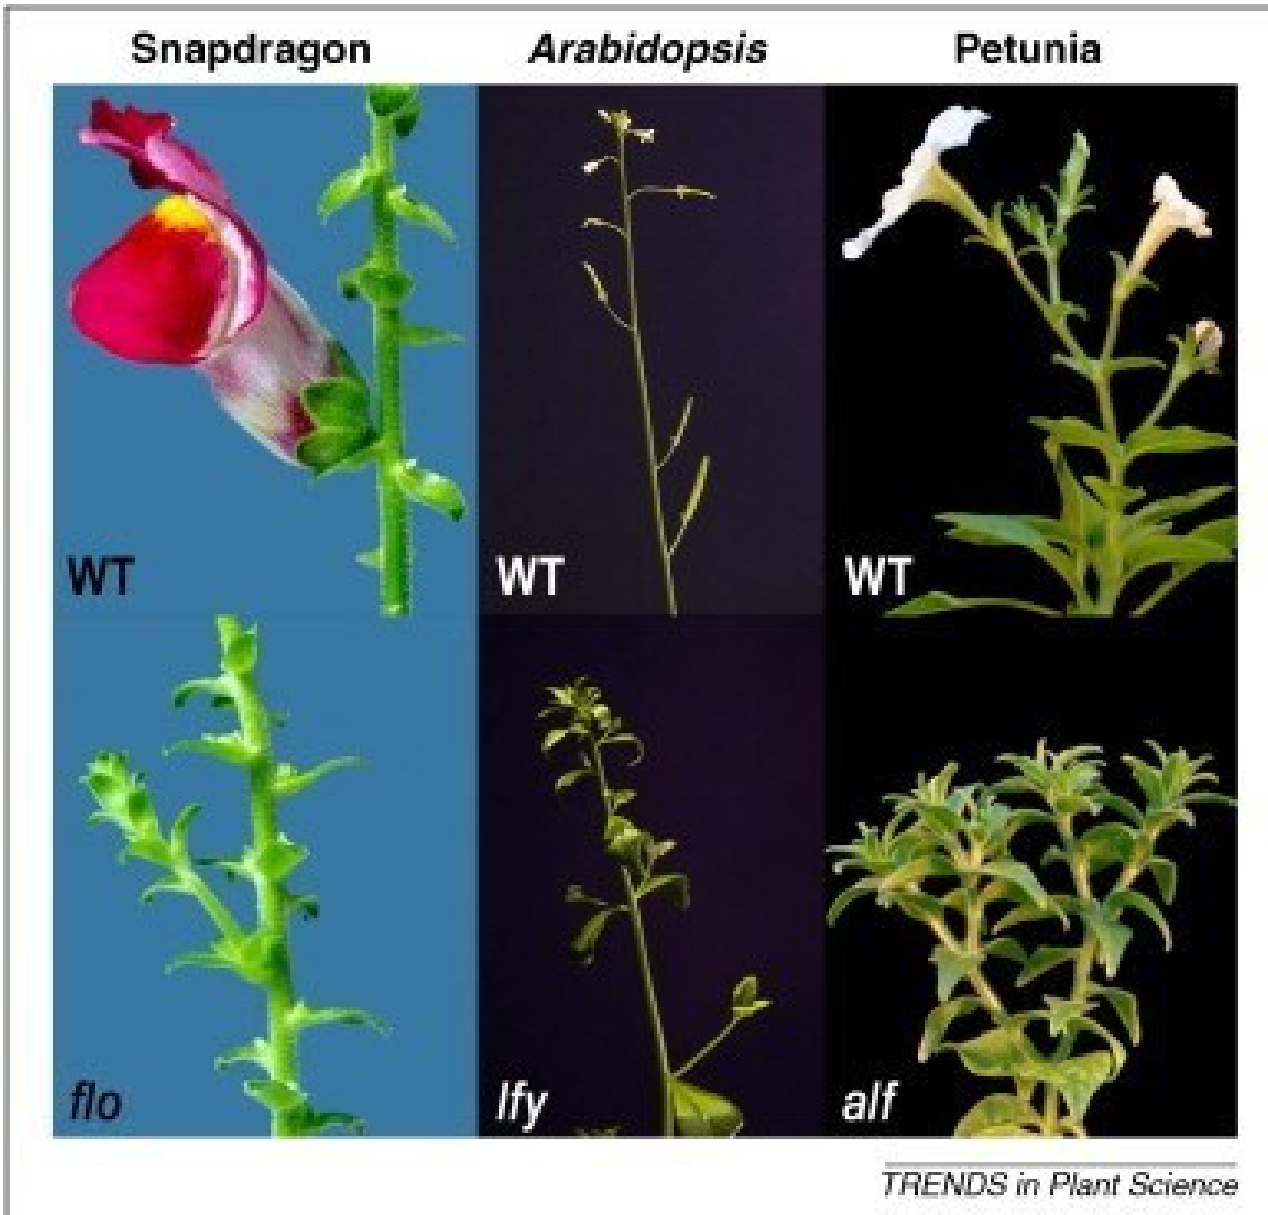 Snapdragon Arabidopsis Petunia
WT WT WT
flo lfy alf
TRENDS in Plant Science